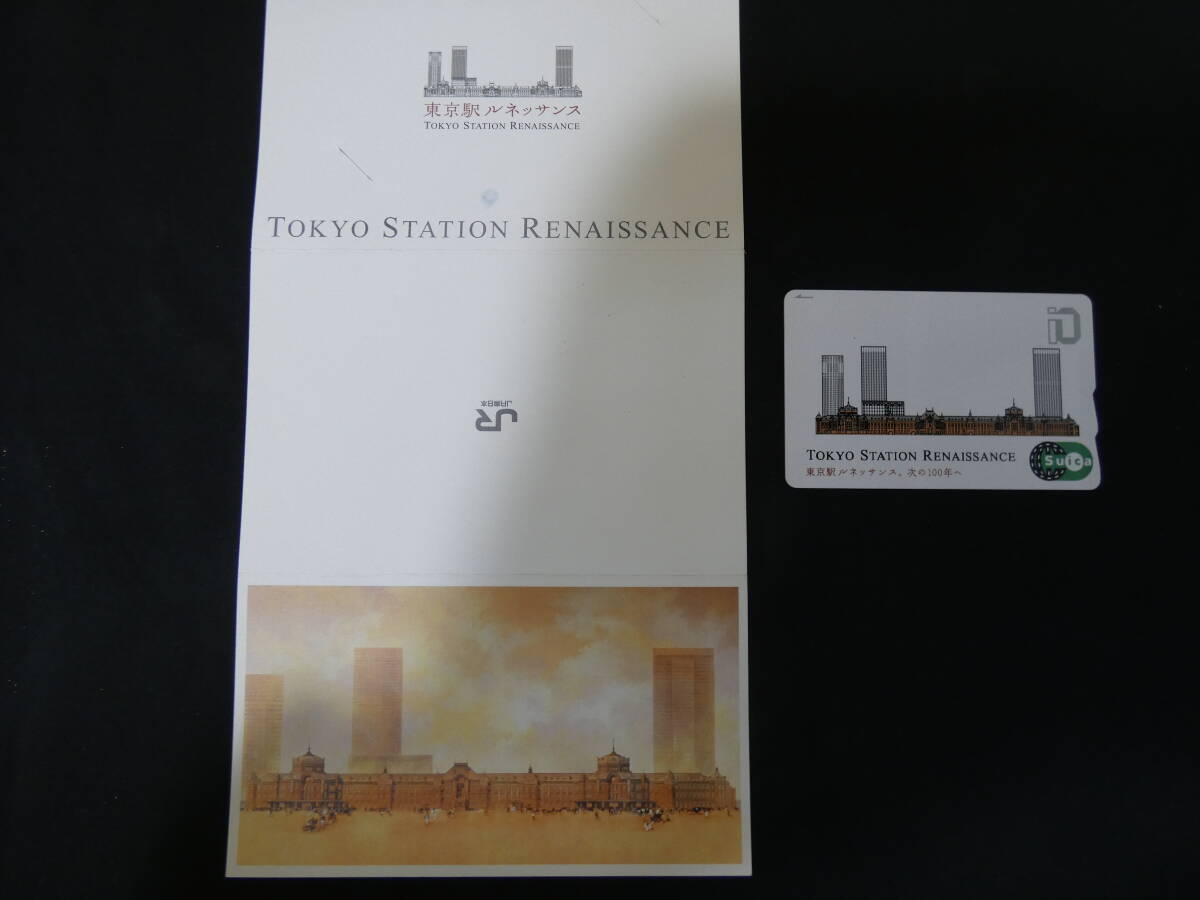 東京駅 ルネッサンス
TOKYO STATION RENAISSANCE
TOKYO STATION RENAISSANCE
JR
JR東日本
TOKYO STATION RENAISSANCE
東京駅 ルネッサンス。次の100年へ
Suica